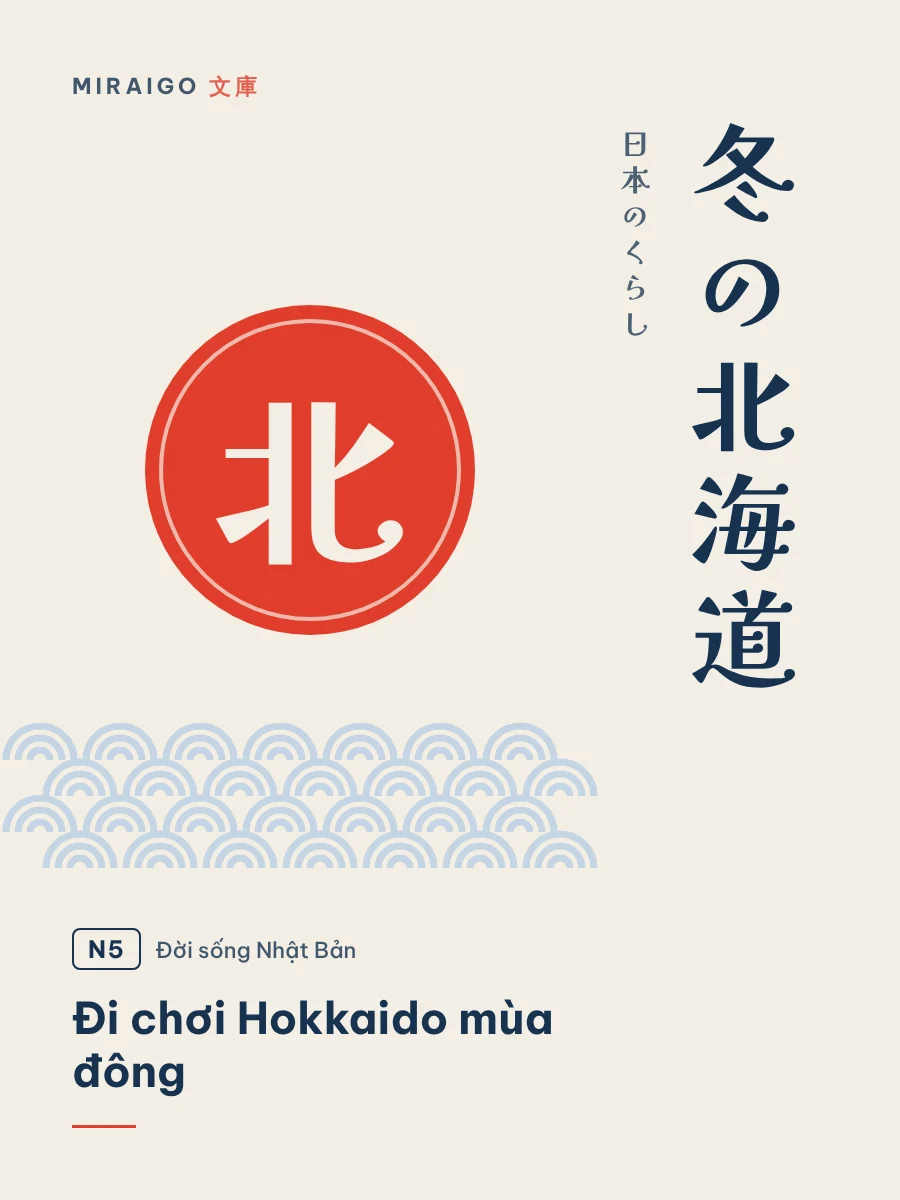 MIRAIGO 文庫
冬の北海道
日本のくらし
北
N5 Đời sống Nhật Bản
Đi chơi Hokkaido mùa
đông